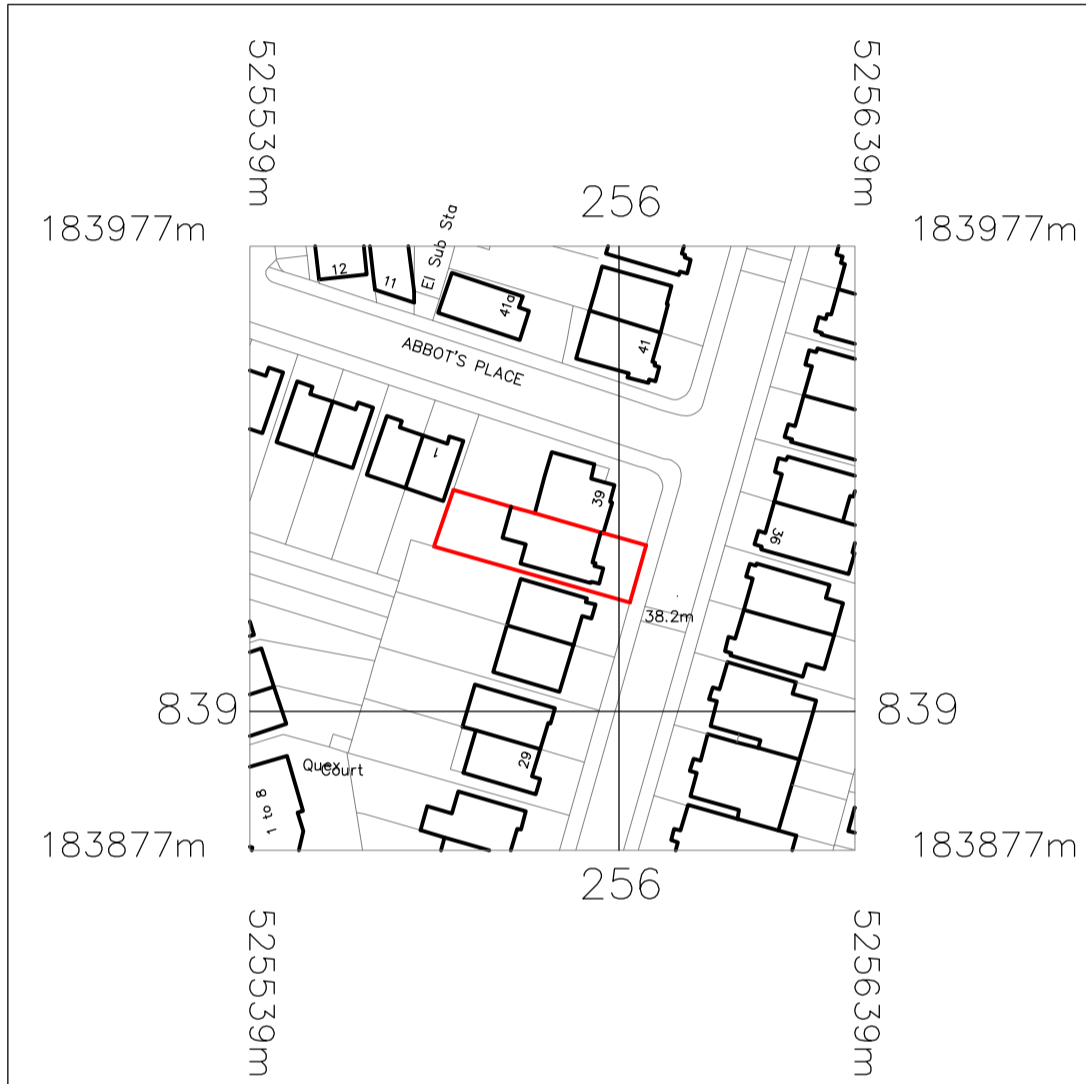 525539m
525639m
256
183977m
183977m
El Sub Sta
12
11
41a
41
ABBOT'S PLACE
1
39
36
38.2m
839
839
29
Quex
Court
1 to 8
183877m
183877m
256
525539m
525639m